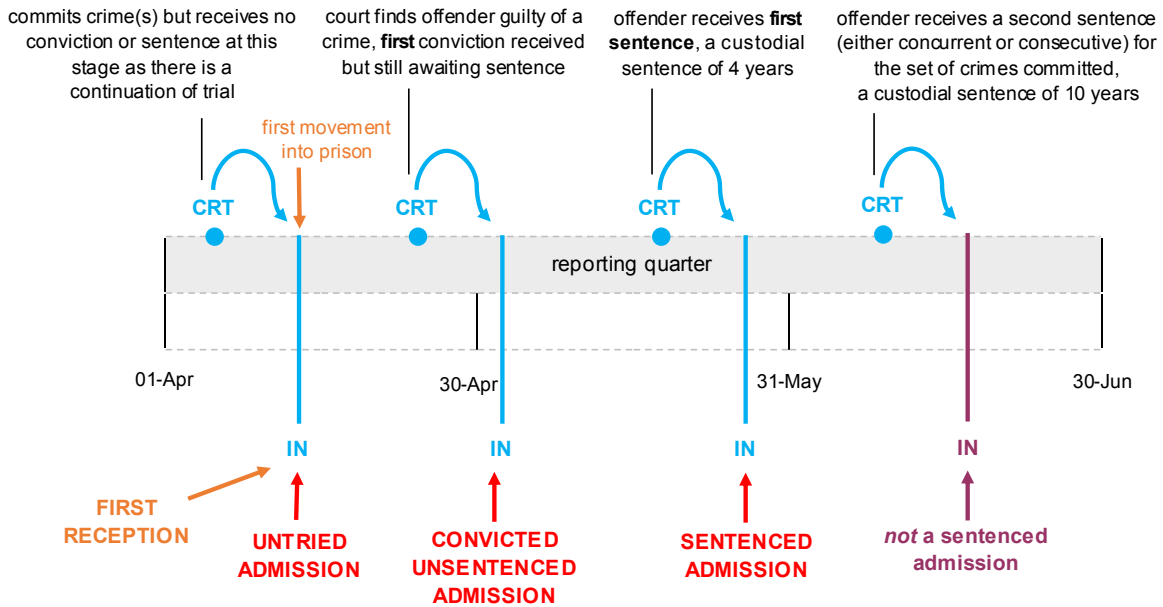 commits crime(s) but receives no
conviction or sentence at this
stage as there is a
continuation of trial
court finds offender guilty of a
crime, first conviction received
but still awaiting sentence
offender receives first
sentence, a custodial
sentence of 4 years
offender receives a second sentence
(either concurrent or consecutive) for
the set of crimes committed,
a custodial sentence of 10 years
first movement
into prison
CRT
CRT
CRT
CRT
reporting quarter
01-Apr
30-Apr
31-May
30-Jun
IN
IN
IN
IN
FIRST
RECEPTION
UNTRIED
ADMISSION
CONVICTED
UNSENTENCED
ADMISSION
SENTENCED
ADMISSION
not a sentenced
admission